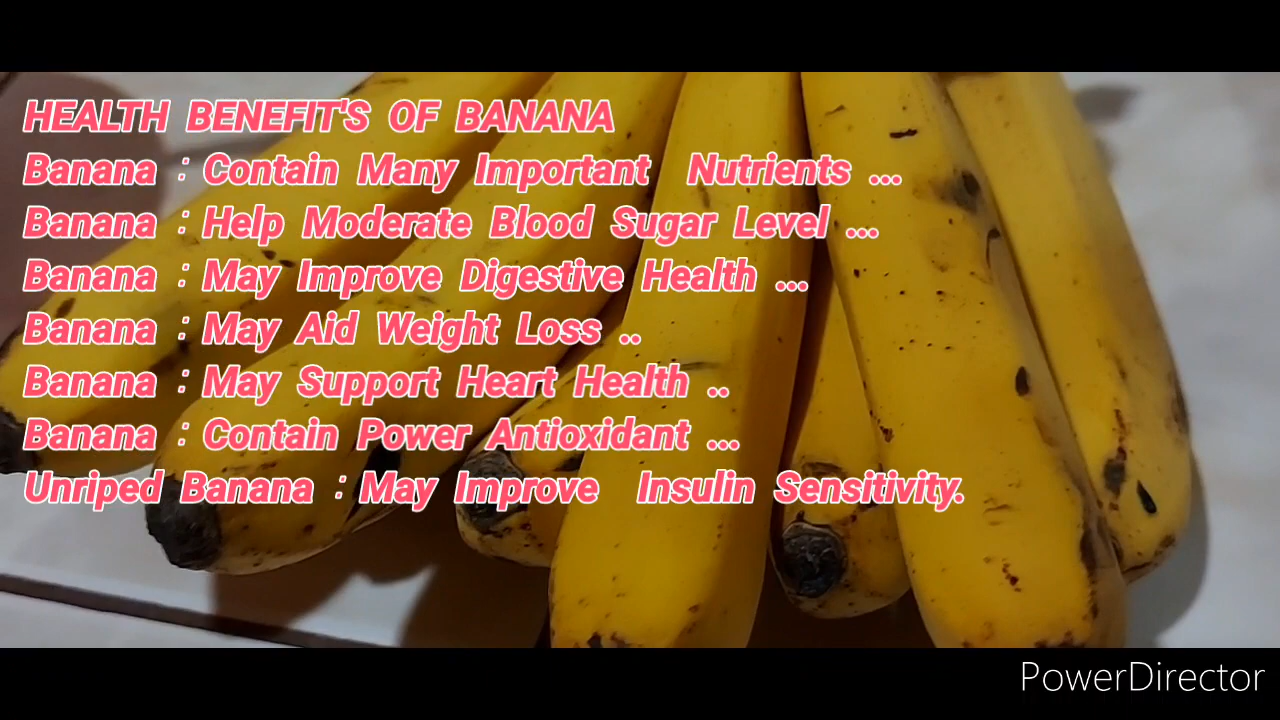 HEALTH BENEFIT'S OF BANANA
Banana : Contain Many Important Nutrients ...
Banana : Help Moderate Blood Sugar Level ...
Banana : May Improve Digestive Health ...
Banana : May Aid Weight Loss ..
Banana : May Support Heart Health ..
Banana : Contain Power Antioxidant ...
Unriped Banana : May Improve Insulin Sensitivity.
PowerDirector